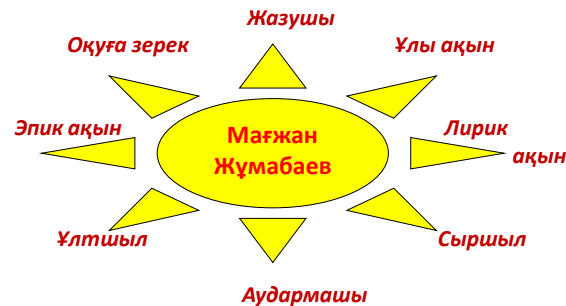 Жазушы
Оқуға зерек
Ұлы ақын
Эпик ақын
Мағжан
Жұмабаев
Лирик
ақын
Ұлтшыл
Сыршыл
Аудармашы